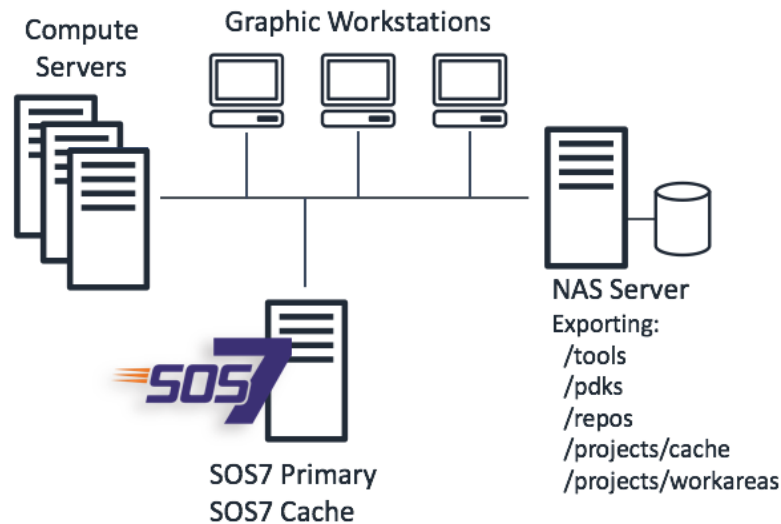 Compute
Servers
Graphic Workstations
NAS Server
Exporting:
/tools
/pdks
/repos
/projects/cache
/projects/workareas
SOS7
SOS7 Primary
SOS7 Cache